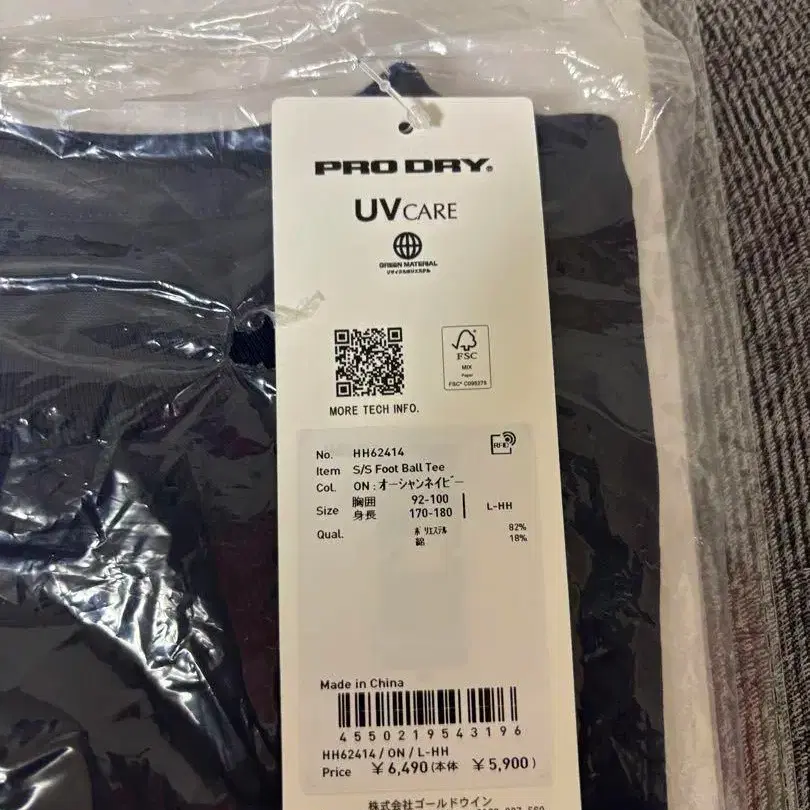 PRO DRY®
UV CARE
GREEN MATERIAL
リサイクルポリエステル
FSC
MIX
Paper
FSC® C095375
MORE TECH INFO.
RFID
No. HH62414
Item S/S Foot Ball Tee
Col. ON : オーシャンネイビー
Size 胸囲 92-100 L-HH
身長 170-180
Qual. ポリエステル 82%
綿 18%
Made in China
4550219543196
HH62414 / ON / L-HH
Price ¥6,490 (本体 ¥5,900)
株式会社ゴールドウイン